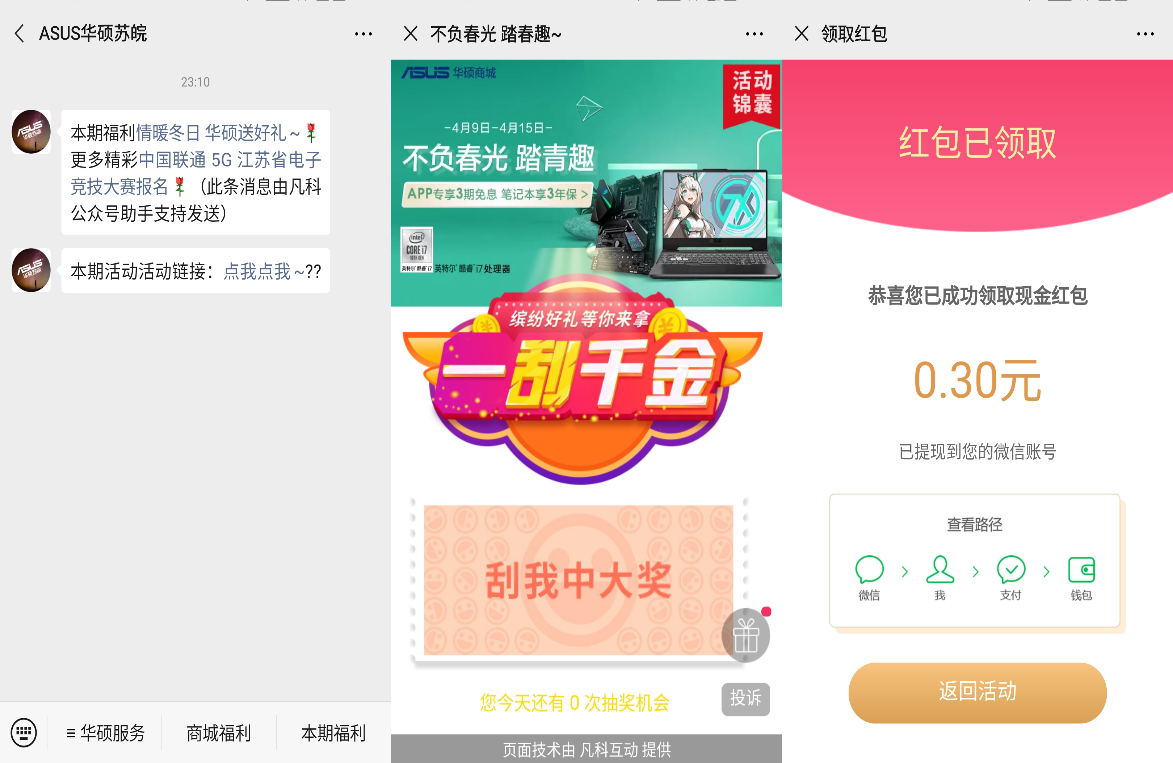 ASUS华硕苏皖
23:10
本期福利情暖冬日 华硕送好礼~🌹
更多精彩中国联通 5G 江苏省电子
竞技大赛报名🌹（此条消息由凡科
公众号助手支持发送）
本期活动活动链接：点我点我~??
≡ 华硕服务
商城福利
本期福利
不负春光 踏春趣~
ASUS 华硕商城
活动
锦囊
-4月9日-4月15日-
不负春光 踏青趣
APP专享3期免息 笔记本享3年保 >
intel
CORE i7
英特尔® 酷睿™ i7
英特尔® 酷睿™ i7 处理器
缤纷好礼等你来拿
一刮千金
刮我中大奖
您今天还有 0 次抽奖机会
投诉
页面技术由 凡科互动 提供
领取红包
红包已领取
恭喜您已成功领取现金红包
0.30元
已提现到您的微信账号
查看路径
微信
我
支付
钱包
返回活动